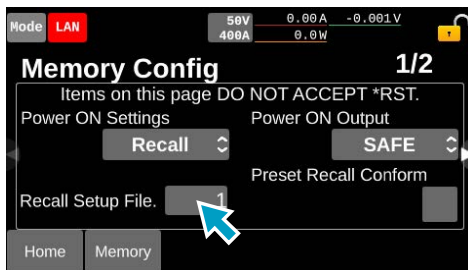 Mode LAN 50V 0.00A -0.001V
400A 0.0W
Memory Config 1/2
Items on this page DO NOT ACCEPT *RST.
Power ON Settings Power ON Output
Recall SAFE
Preset Recall Conform
Recall Setup File. 1
Home Memory